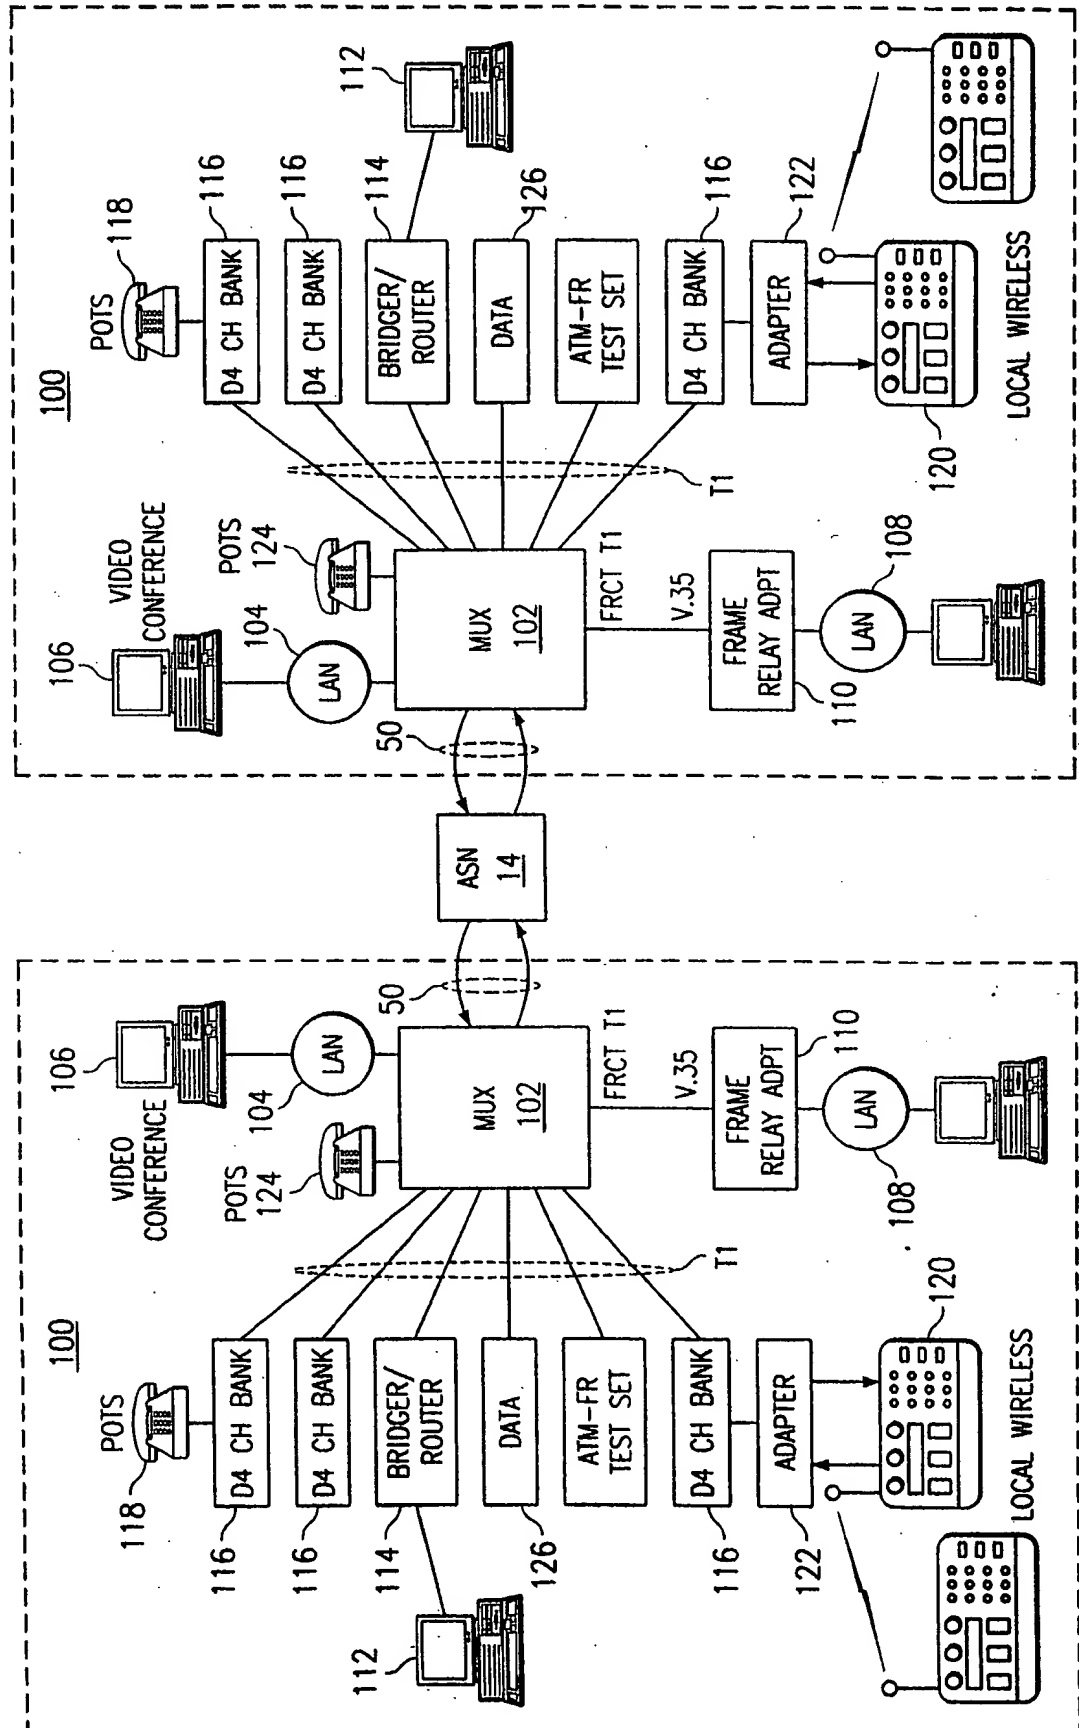 100
POTS
118
D4 CH BANK
116
D4 CH BANK
116
BRIDGER/
ROUTER
114
112
DATA
126
ATM-FR
TEST SET
D4 CH BANK
116
ADAPTER
122
120
LOCAL WIRELESS
T1
VIDEO
CONFERENCE
106
LAN
104
POTS
124
MUX
102
FRCT T1
V.35
FRAME
RELAY ADPT
110
LAN
108
50
ASN
14
50
100
VIDEO
CONFERENCE
106
LAN
104
POTS
124
MUX
102
FRCT T1
V.35
FRAME
RELAY ADPT
110
LAN
108
T1
POTS
118
D4 CH BANK
116
D4 CH BANK
116
BRIDGER/
ROUTER
114
112
DATA
126
ATM-FR
TEST SET
D4 CH BANK
116
ADAPTER
122
120
LOCAL WIRELESS